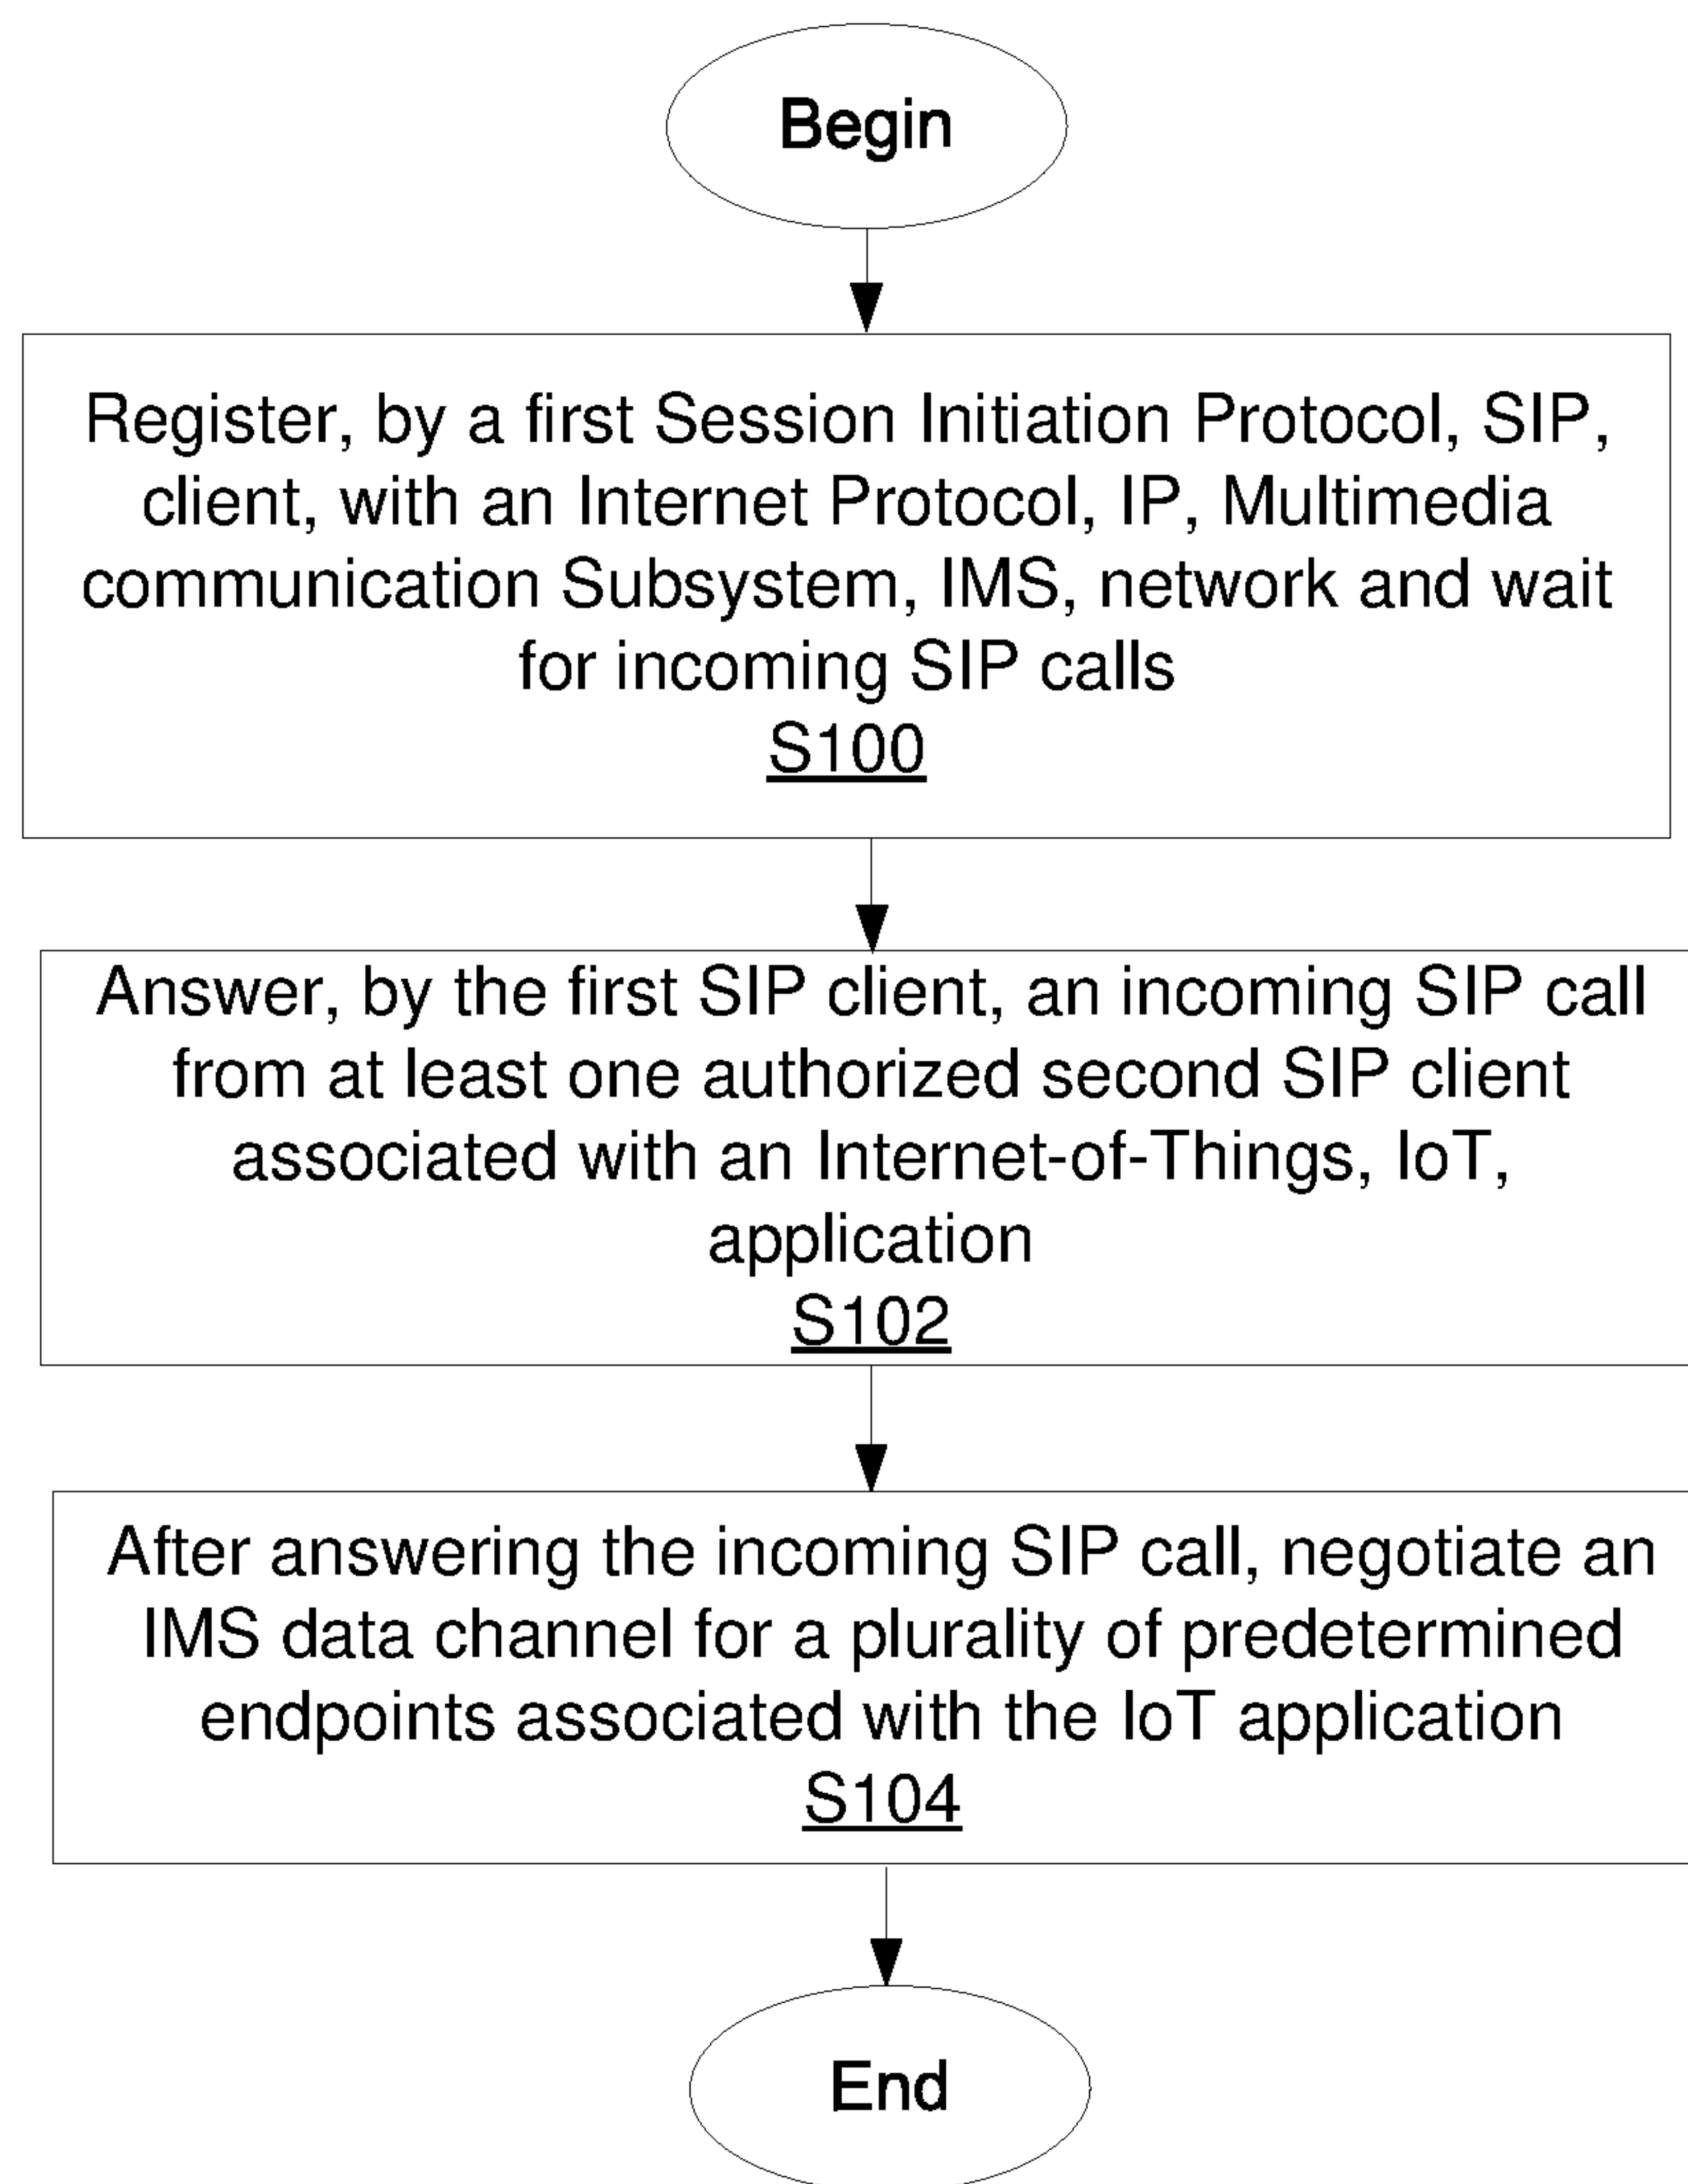 Begin
Register, by a first Session Initiation Protocol, SIP,
client, with an Internet Protocol, IP, Multimedia
communication Subsystem, IMS, network and wait
for incoming SIP calls
S100
Answer, by the first SIP client, an incoming SIP call
from at least one authorized second SIP client
associated with an Internet-of-Things, IoT,
application
S102
After answering the incoming SIP call, negotiate an
IMS data channel for a plurality of predetermined
endpoints associated with the IoT application
S104
End